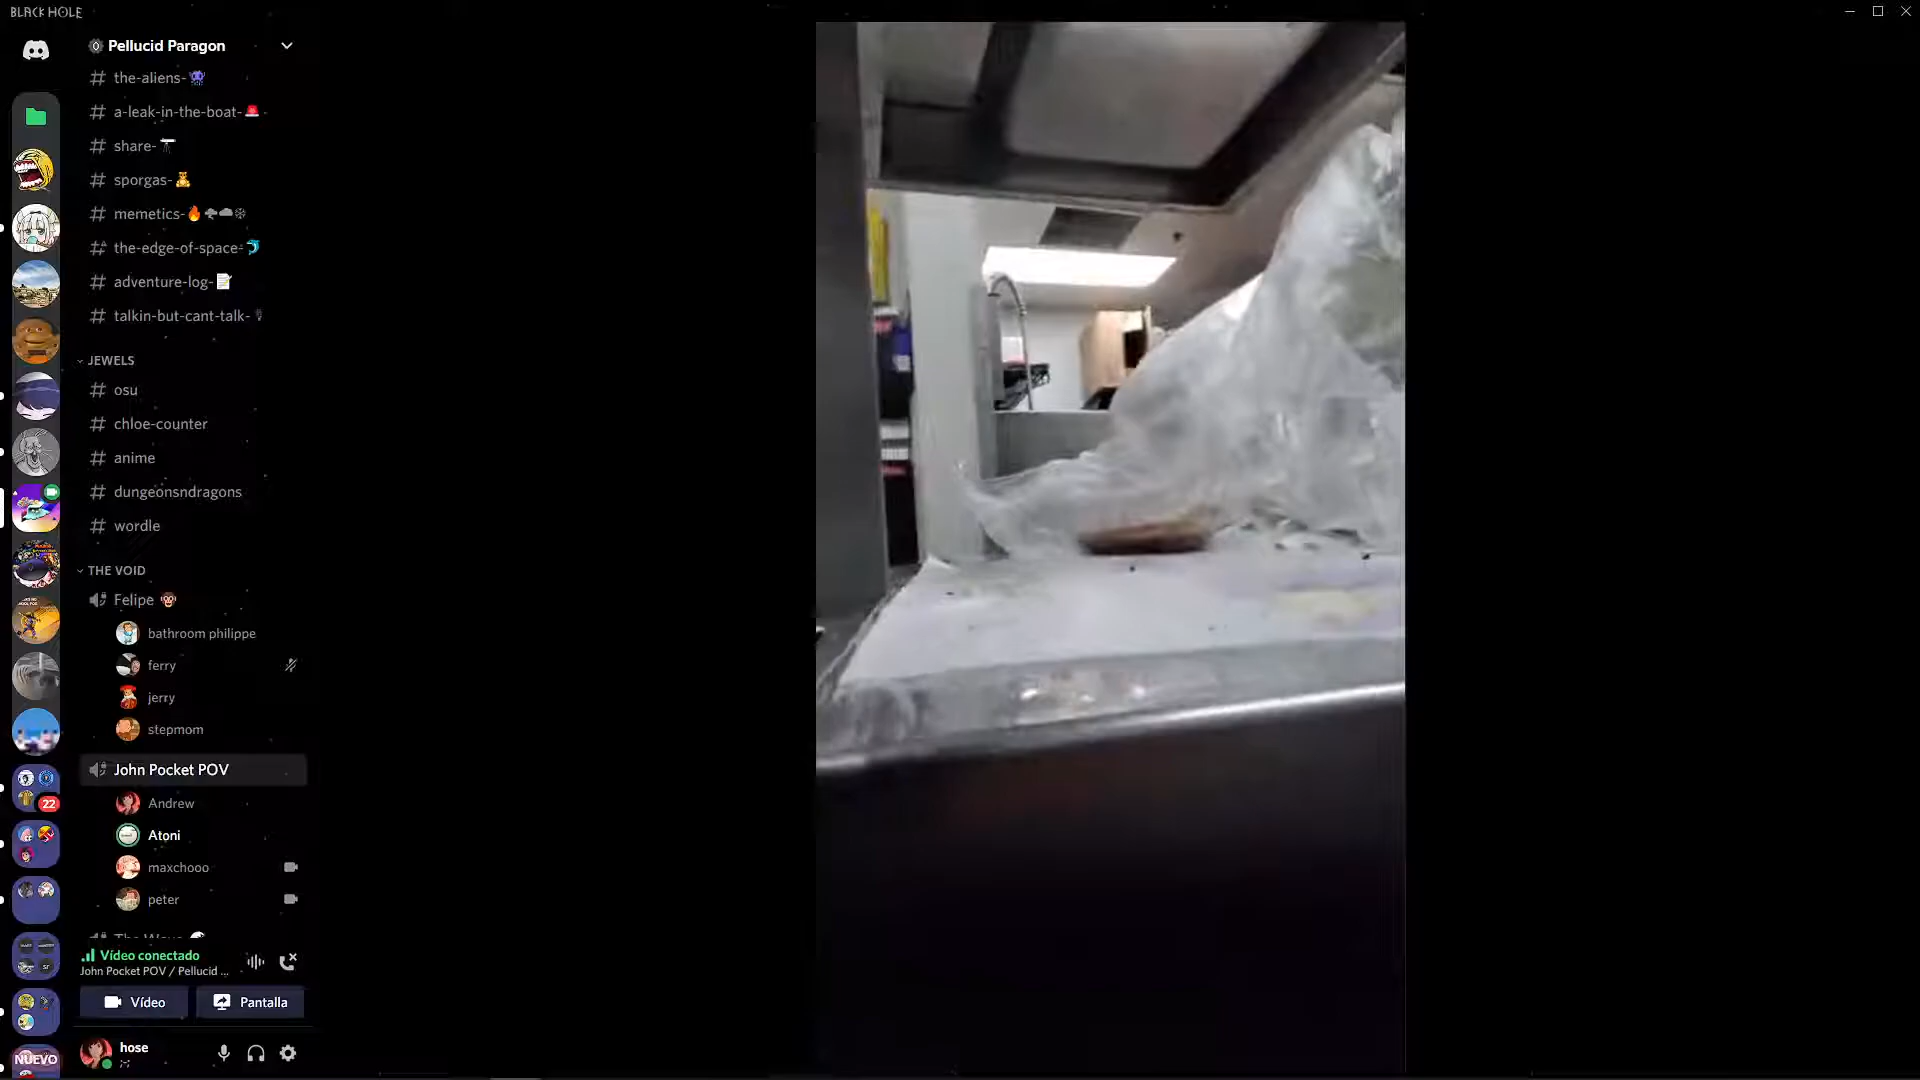 BLACK HOLE
Pellucid Paragon
the-aliens-
a-leak-in-the-boat-
share-
sporgas-
memetics-
the-edge-of-space-
adventure-log-
talkin-but-cant-talk-
JEWELS
osu
chloe-counter
anime
dungeonsndragons
wordle
THE VOID
Felipe
bathroom philippe
ferry
jerry
stepmom
John Pocket POV
Andrew
Atoni
maxchooo
peter
22
Vídeo conectado
John Pocket POV / Pellucid ...
Vídeo
Pantalla
hose
NUEVO